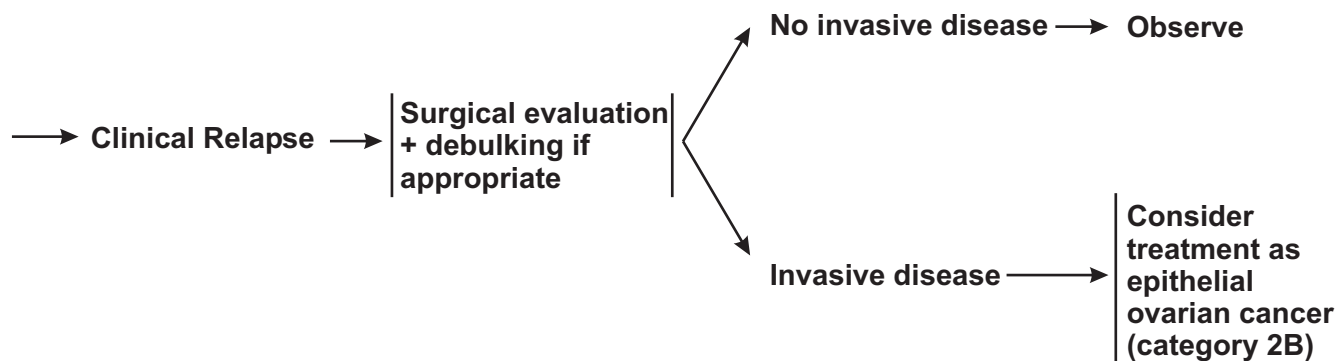 No invasive disease
Observe
Clinical Relapse
Surgical evaluation
+ debulking if
appropriate
Invasive disease
Consider
treatment as
epithelial
ovarian cancer
(category 2B)